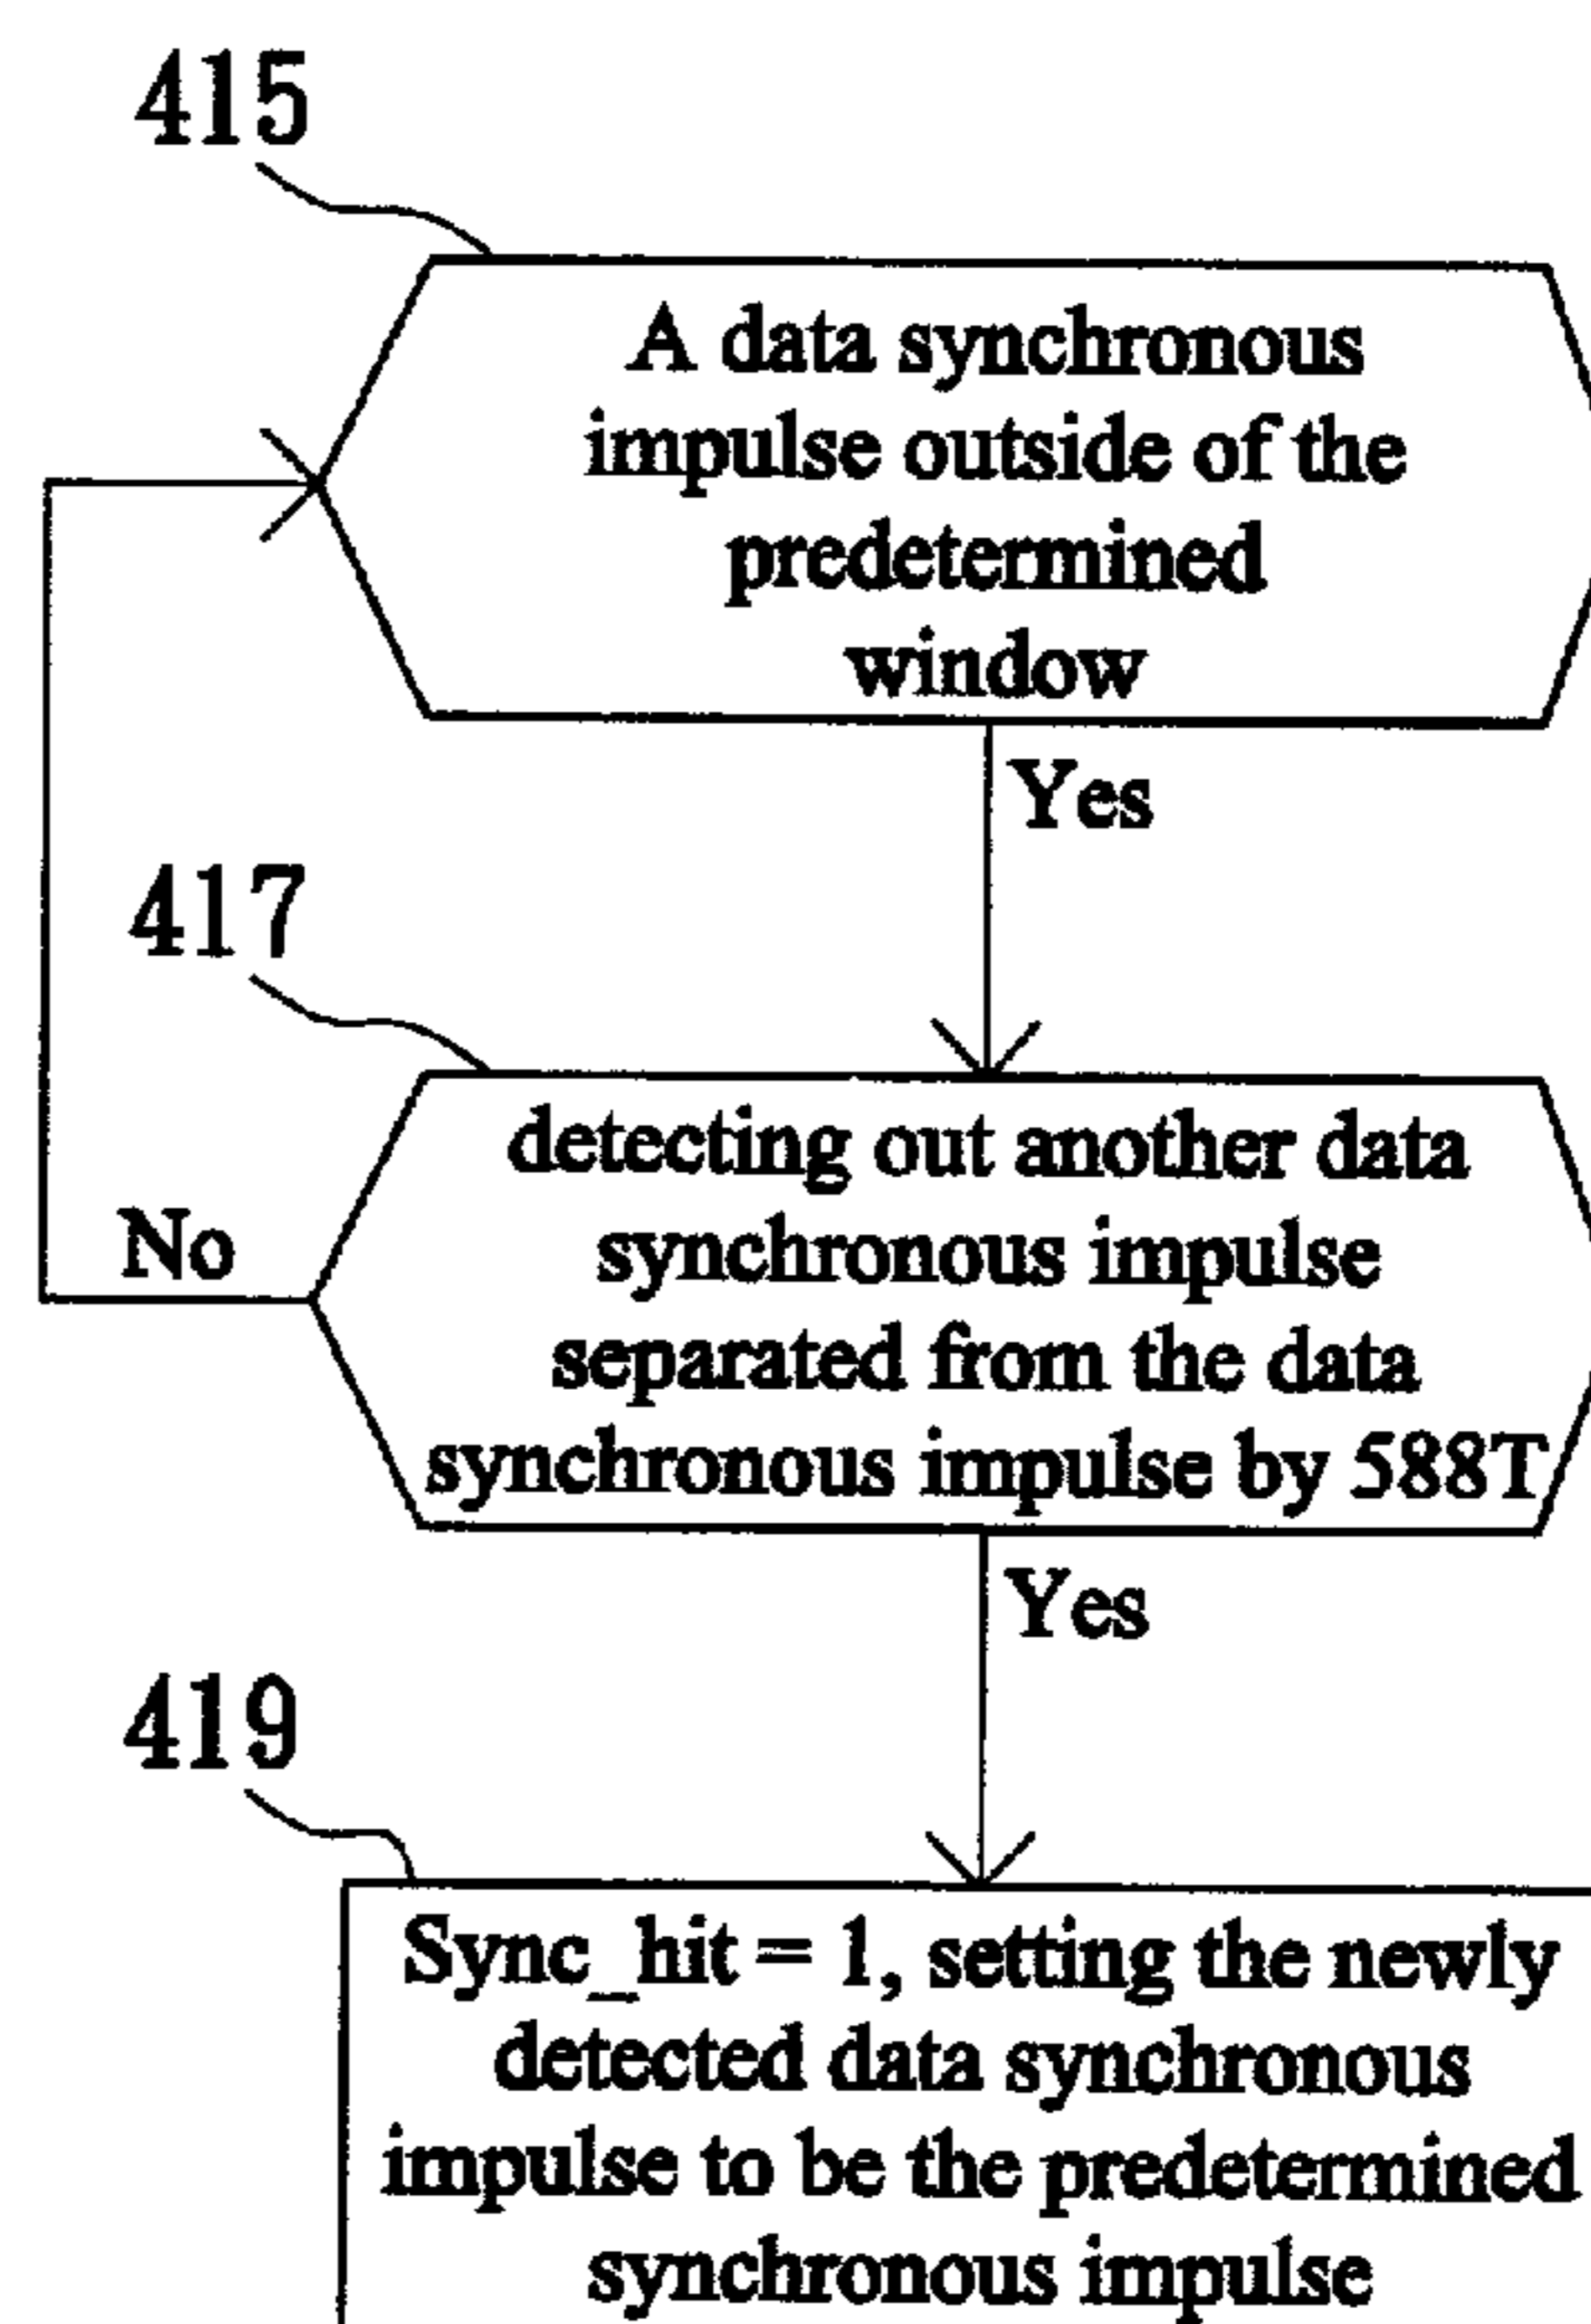 415
A data synchronous
impulse outside of the
predetermined
window
Yes
417
detecting out another data
synchronous impulse
separated from the data
synchronous impulse by 588T
No
Yes
419
Sync_hit = 1, setting the newly
detected data synchronous
impulse to be the predetermined
synchronous impulse